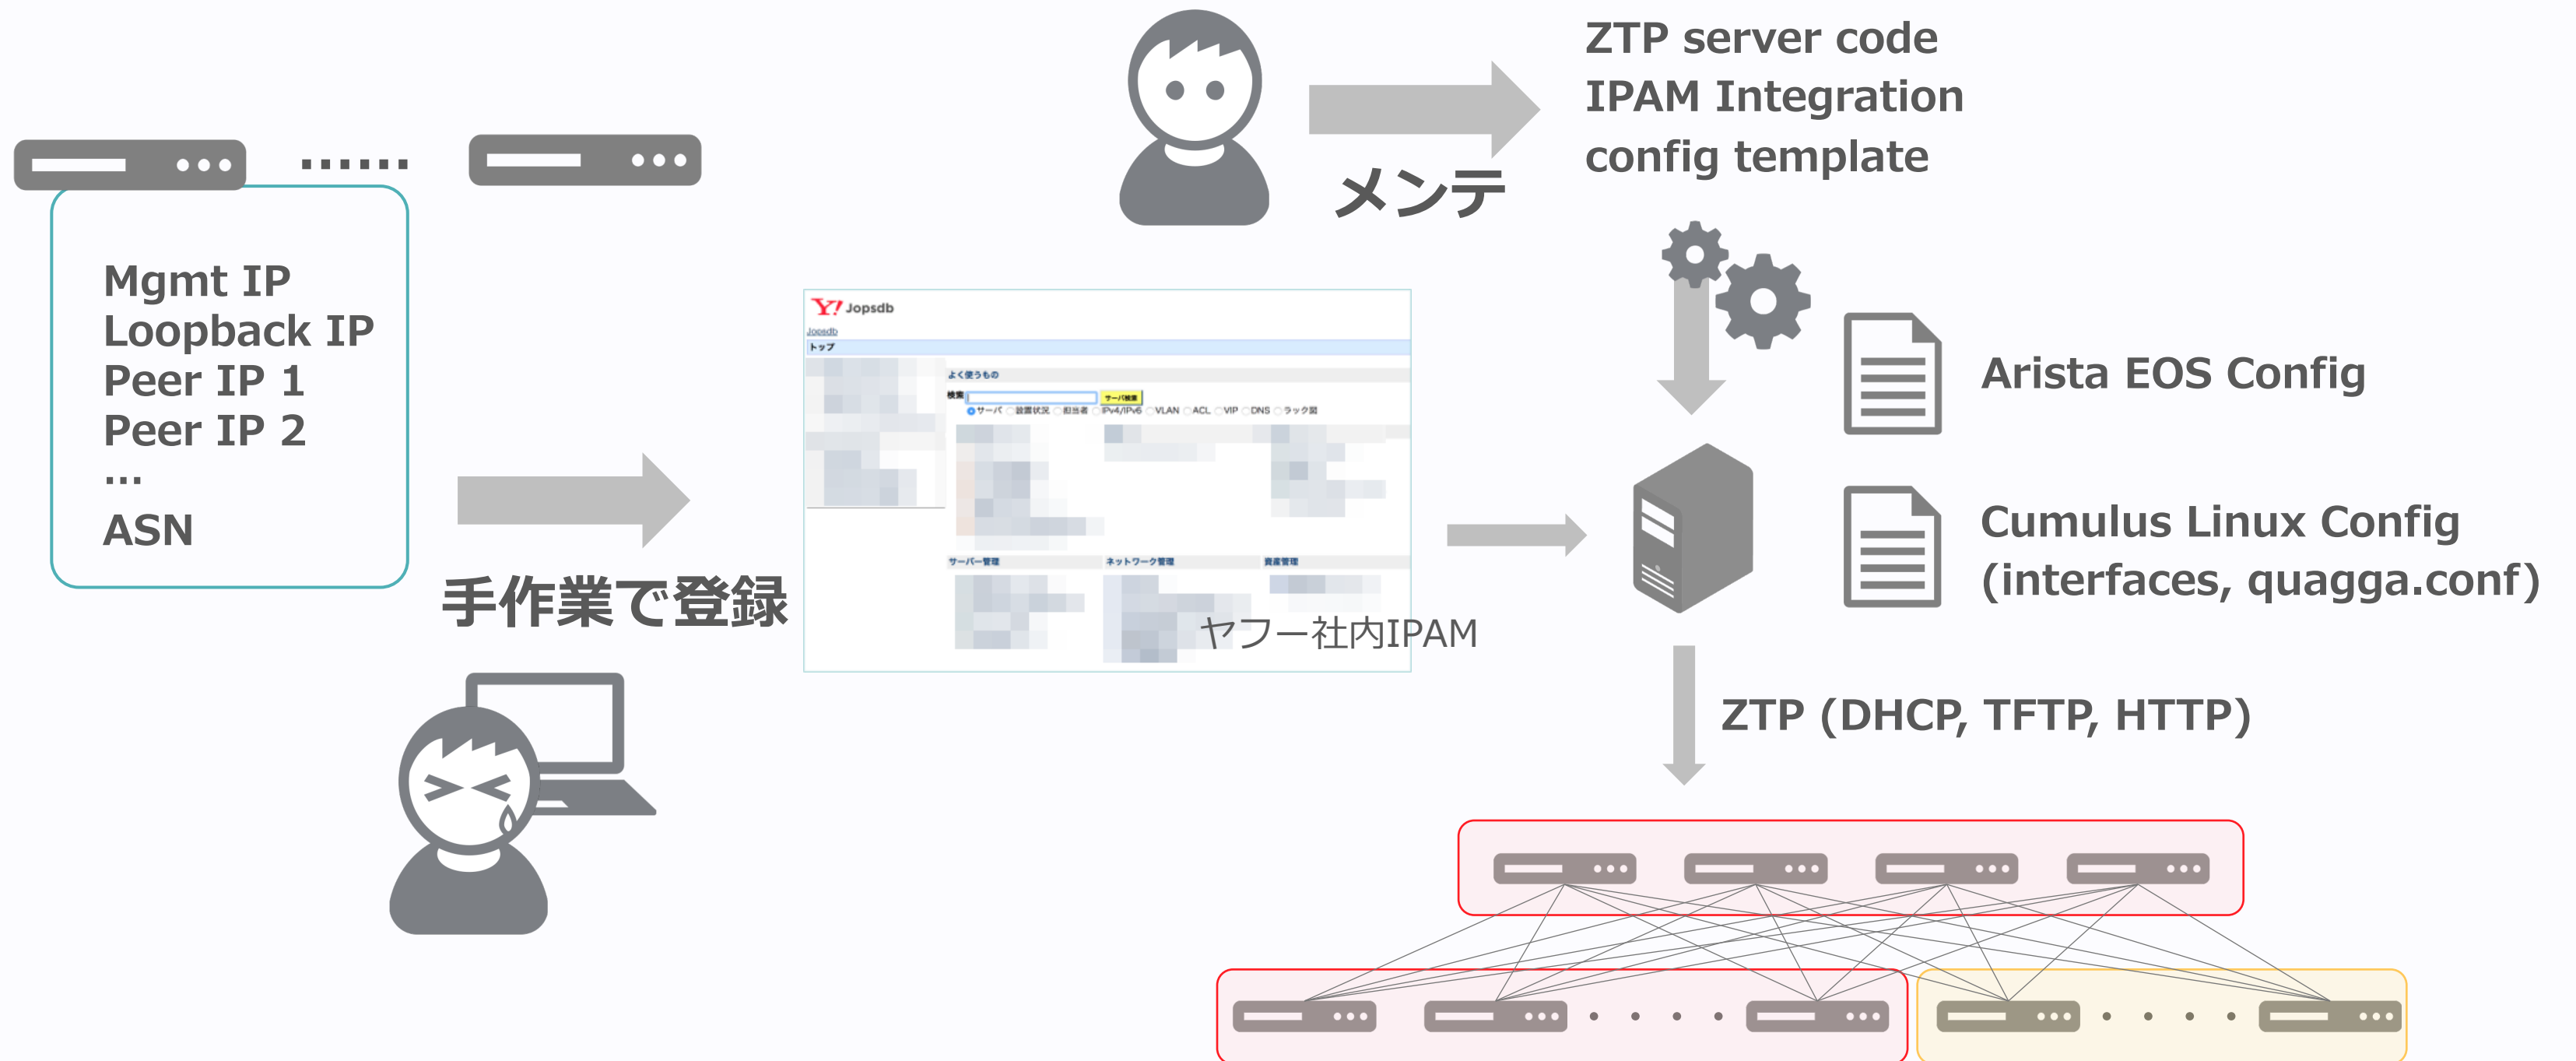 ZTP server code
IPAM Integration
config template
メンテ
Mgmt IP
Loopback IP
Peer IP 1
Peer IP 2
...
ASN
手作業で登録
Y! Jopsdb
Jopsdb
トップ
よく使うもの
検索
サーバ検索
サーバ 設置状況 担当者 IPv4/IPv6 VLAN ACL VIP DNS ラック図
サーバー管理 ネットワーク管理 資産管理
ヤフー社内IPAM
Arista EOS Config
Cumulus Linux Config
(interfaces, quagga.conf)
ZTP (DHCP, TFTP, HTTP)